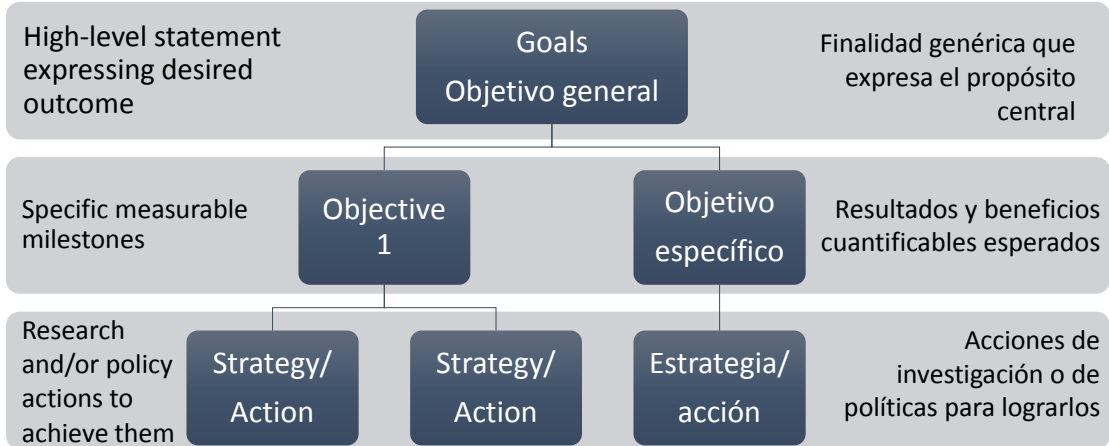 High-level statement
expressing desired
outcome
Goals
Objetivo general
Finalidad genérica que
expresa el propósito
central
Specific measurable
milestones
Objective
1
Objetivo
específico
Resultados y beneficios
cuantificables esperados
Research
and/or policy
actions to
achieve them
Strategy/
Action
Strategy/
Action
Estrategia/
acción
Acciones de
investigación o de
políticas para lograrlos